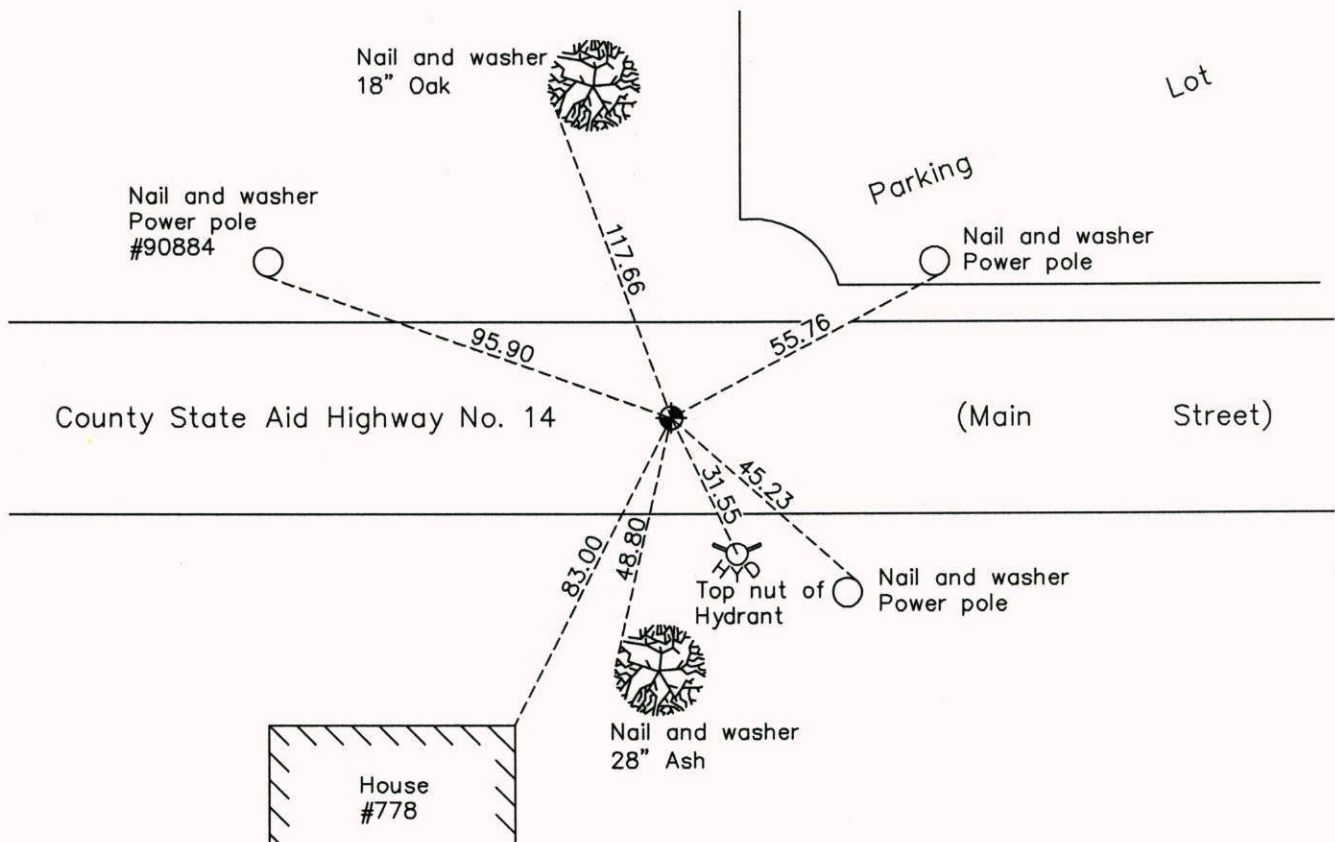 Nail and washer
18" Oak
Lot
Parking
Nail and washer
Power pole
#90884
Nail and washer
Power pole
117.66
95.90
55.76
County State Aid Highway No. 14
(Main Street)
45.23
31.55
83.00
48.80
HYD
Top nut of
Hydrant
Nail and washer
Power pole
Nail and washer
28" Ash
House
#778